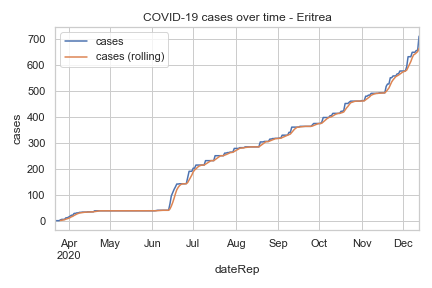 COVID-19 cases over time - Eritrea
cases
cases (rolling)
700
600
500
400
300
200
100
0
cases
Apr May Jun Jul Aug Sep Oct Nov Dec
2020
dateRep